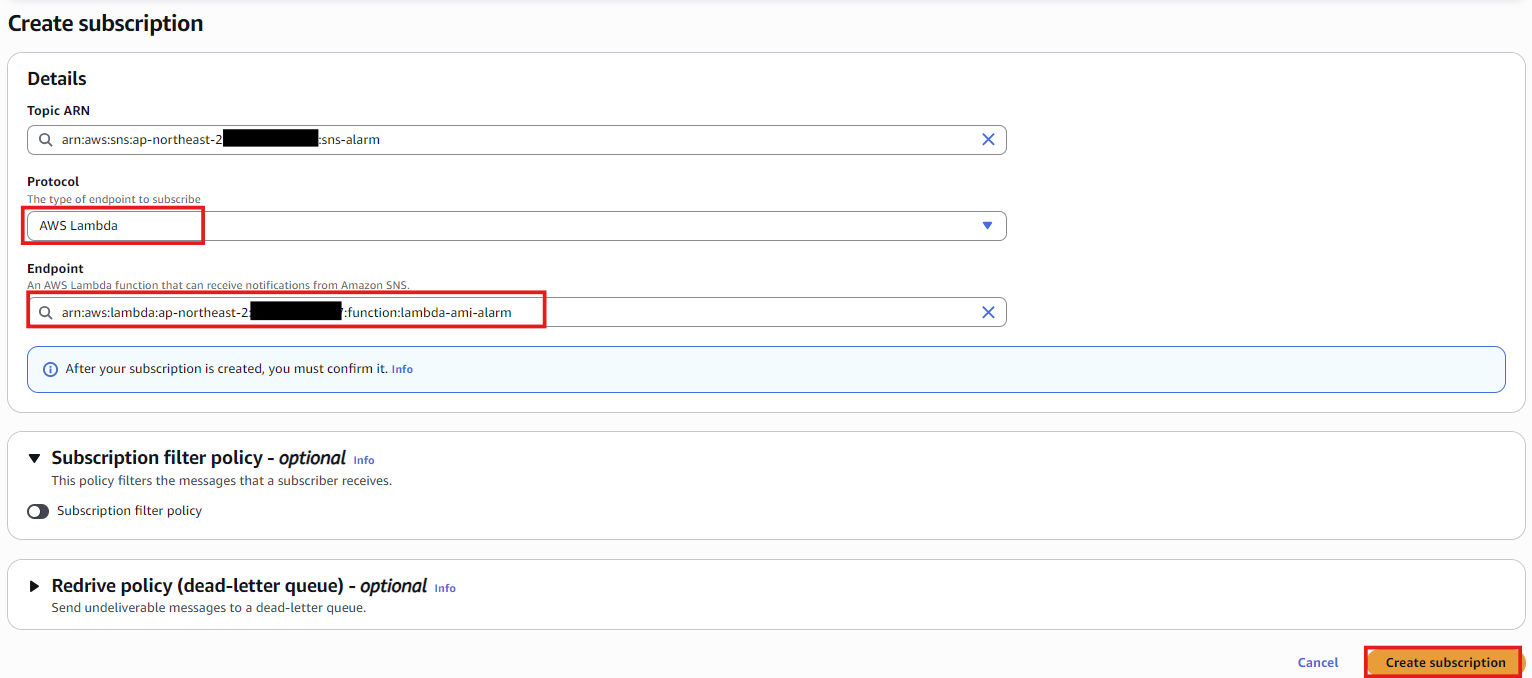 Create subscription
Details
Topic ARN
arn:aws:sns:ap-northeast-2 :sns-alarm
Protocol
The type of endpoint to subscribe
AWS Lambda
Endpoint
An AWS Lambda function that can receive notifications from Amazon SNS.
arn:aws:lambda:ap-northeast-2: :function:lambda-ami-alarm
After your subscription is created, you must confirm it. Info
Subscription filter policy - optional Info
This policy filters the messages that a subscriber receives.
Subscription filter policy
Redrive policy (dead-letter queue) - optional Info
Send undeliverable messages to a dead-letter queue.
Cancel Create subscription